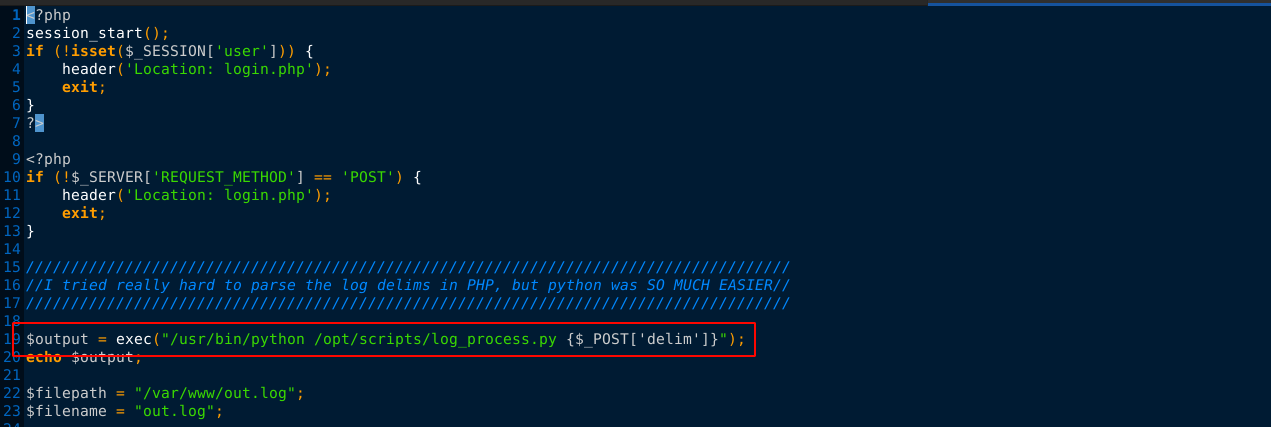 1 <?php
2 session_start();
3 if (!isset($_SESSION['user'])) {
4     header('Location: login.php');
5     exit;
6 }
7 ?>
8
9 <?php
10 if (!$_SERVER['REQUEST_METHOD'] == 'POST') {
11     header('Location: login.php');
12     exit;
13 }
14
15 /////////////////////////////////////////////////////////////////////////////////////
16 //I tried really hard to parse the log delims in PHP, but python was SO MUCH EASIER//
17 /////////////////////////////////////////////////////////////////////////////////////
18
19 $output = exec("/usr/bin/python /opt/scripts/log_process.py {$_POST['delim']}");
20 echo $output;
21
22 $filepath = "/var/www/out.log";
23 $filename = "out.log";